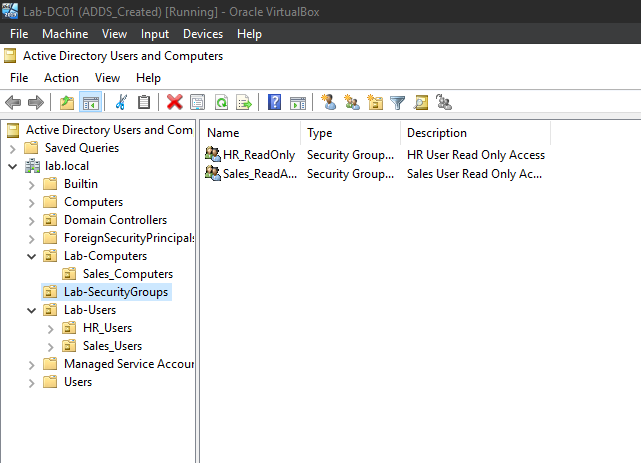 Lab-DC01 (ADDS_Created) [Running] - Oracle VirtualBox
File Machine View Input Devices Help
Active Directory Users and Computers
File Action View Help
Active Directory Users and Com
Saved Queries
lab.local
Builtin
Computers
Domain Controllers
ForeignSecurityPrincipals
Lab-Computers
Sales_Computers
Lab-SecurityGroups
Lab-Users
HR_Users
Sales_Users
Managed Service Accour
Users
Name Type Description
HR_ReadOnly Security Group... HR User Read Only Access
Sales_ReadA... Security Group... Sales User Read Only Ac...